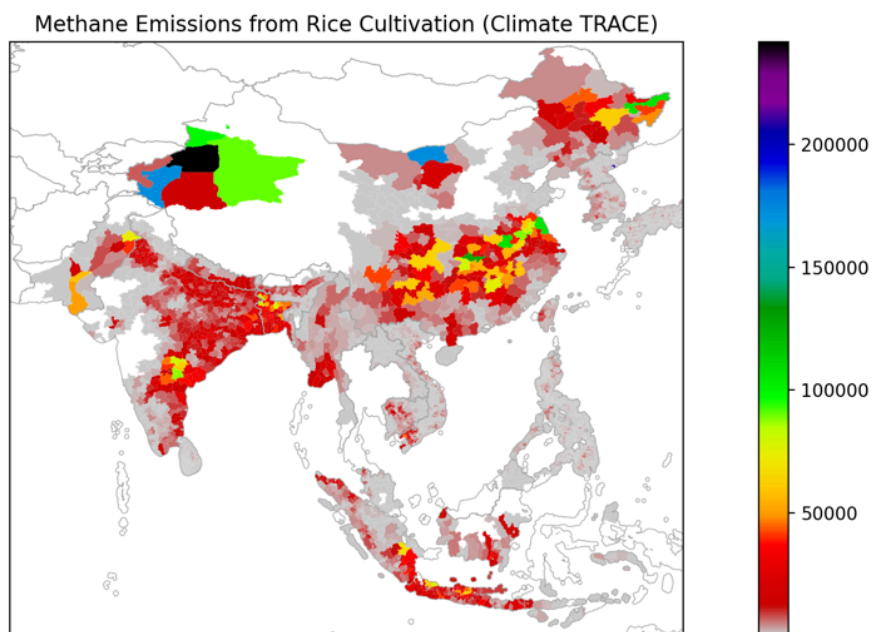 Methane Emissions from Rice Cultivation (Climate TRACE)
200000
150000
100000
50000